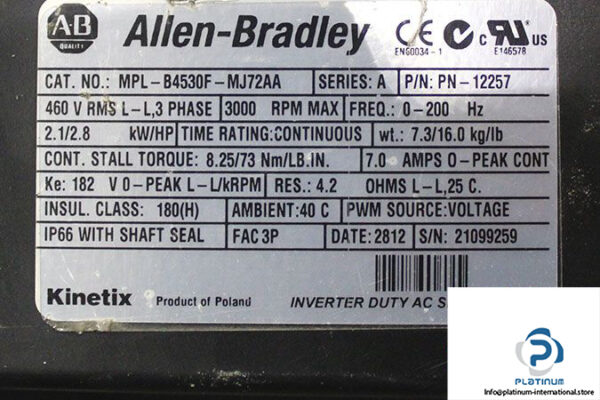 AB
QUALITY
Allen-Bradley
CE
ENG0034-1
C
c RU US
E146578
CAT. NO.: MPL-B4530F-MJ72AA SERIES: A P/N: PN-12257
460 V RMS L-L,3 PHASE 3000 RPM MAX FREQ.: 0-200 Hz
2.1/2.8 kW/HP TIME RATING:CONTINUOUS wt.: 7.3/16.0 kg/lb
CONT. STALL TORQUE: 8.25/73 Nm/LB.IN. 7.0 AMPS 0-PEAK CONT
Ke: 182 V 0-PEAK L-L/kRPM RES.: 4.2 OHMS L-L,25 C.
INSUL. CLASS: 180(H) AMBIENT:40 C PWM SOURCE:VOLTAGE
IP66 WITH SHAFT SEAL FAC 3P DATE: 2812 S/N: 21099259
Kinetix Product of Poland INVERTER DUTY AC S
PLATINUM
Info@platinum-international.store